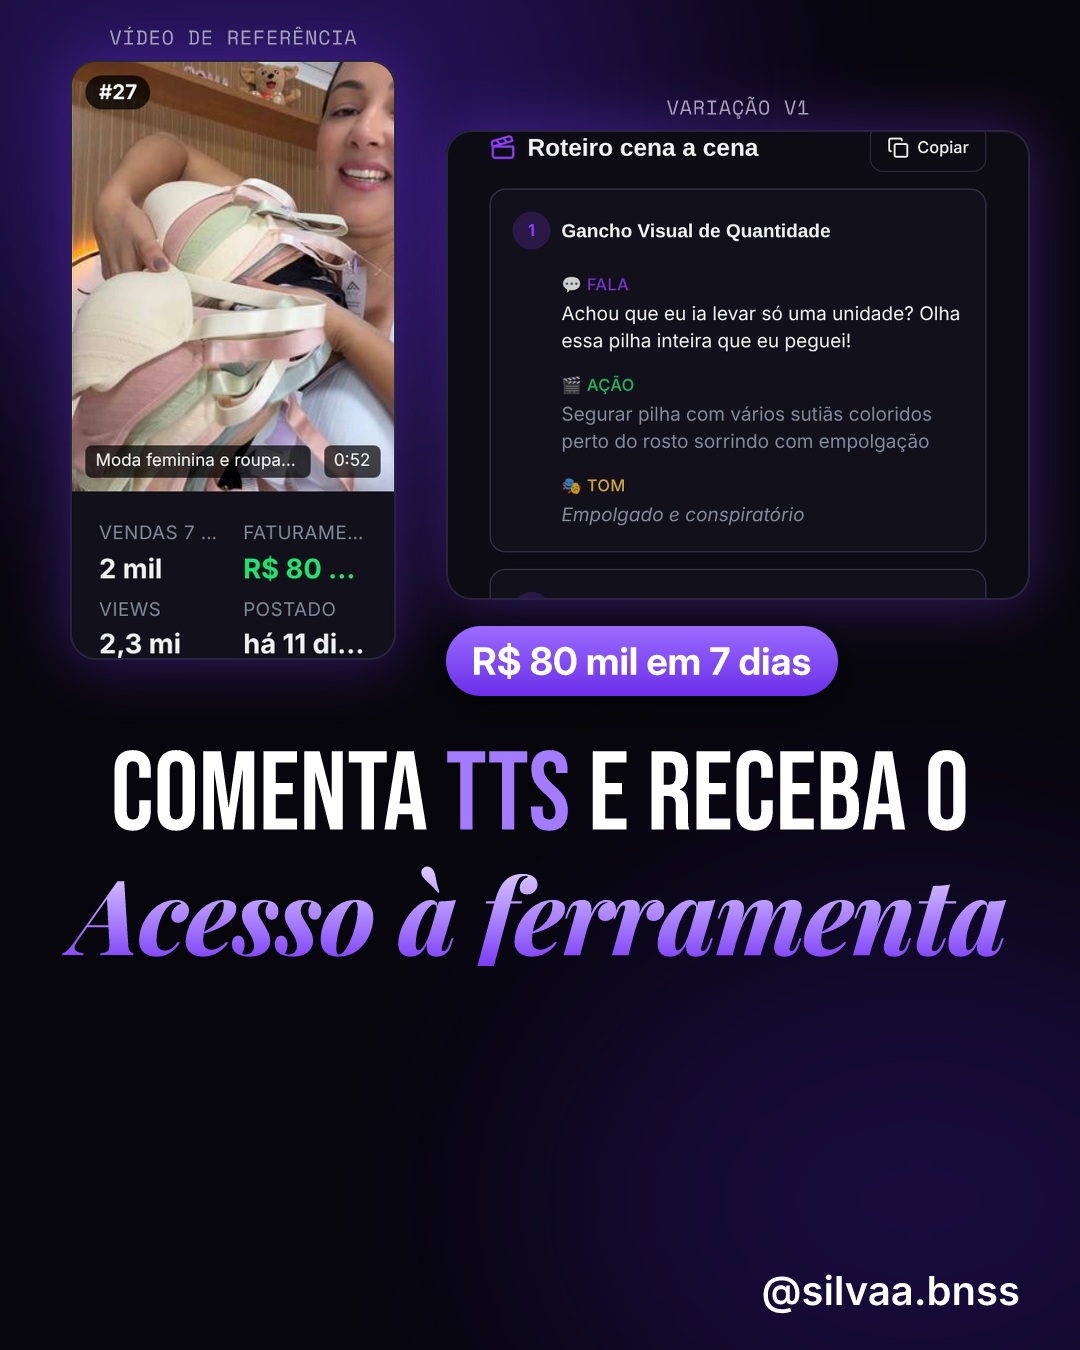 VÍDEO DE REFERÊNCIA
#27
Moda feminina e roupa...
0:52
VENDAS 7 ...
FATURAME...
2 mil
R$ 80 ...
VIEWS
POSTADO
2,3 mi
há 11 di...
VARIAÇÃO V1
Roteiro cena a cena
Copiar
1
Gancho Visual de Quantidade
FALA
Achou que eu ia levar só uma unidade? Olha
essa pilha inteira que eu peguei!
AÇÃO
Segurar pilha com vários sutiãs coloridos
perto do rosto sorrindo com empolgação
TOM
Empolgado e conspiratório
R$ 80 mil em 7 dias
COMENTA TTS E RECEBA O
Acesso à ferramenta
@silvaa.bnss